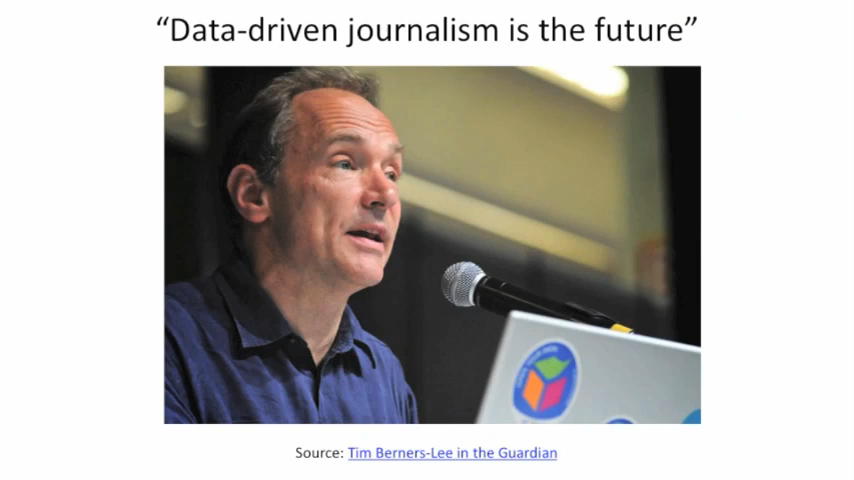 “Data-driven journalism is the future”
Source: Tim Berners-Lee in the Guardian